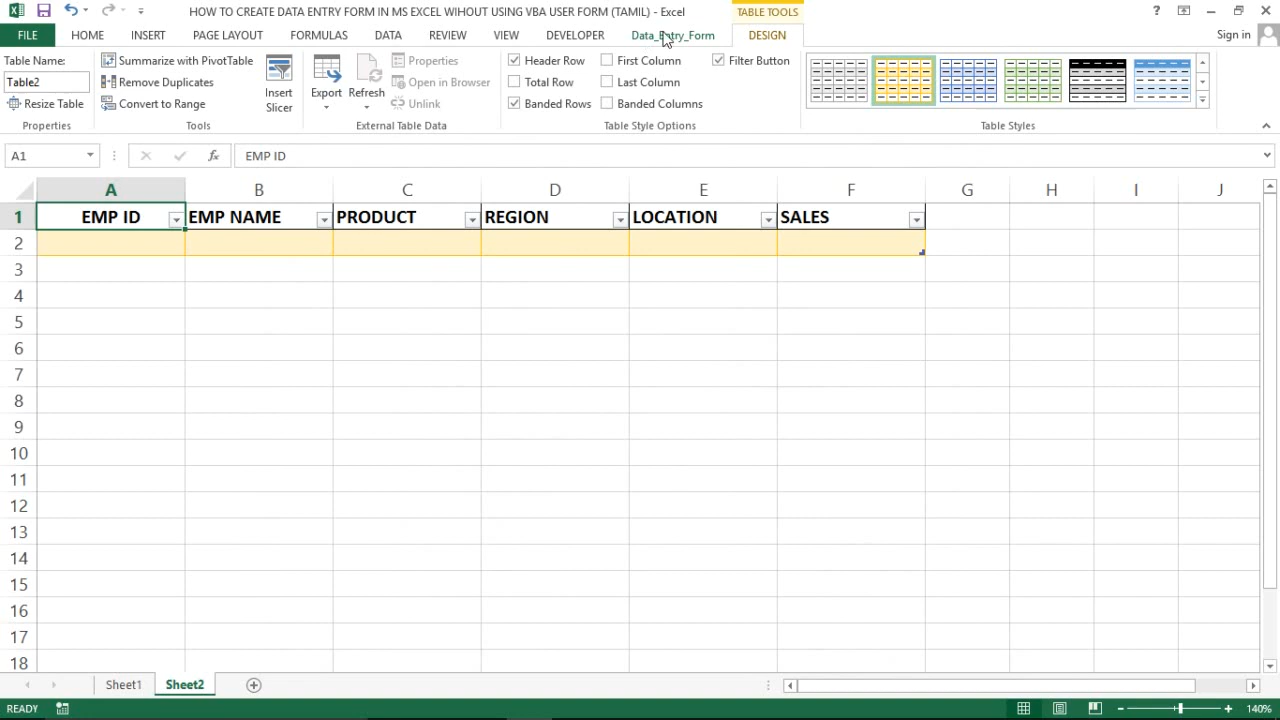 HOW TO CREATE DATA ENTRY FORM IN MS EXCEL WIHOUT USING VBA USER FORM (TAMIL) - Excel
TABLE TOOLS
?
FILE HOME INSERT PAGE LAYOUT FORMULAS DATA REVIEW VIEW DEVELOPER Data_Entry_Form DESIGN Sign in
Table Name: Summarize with PivotTable Properties Header Row First Column Filter Button
Table2 Remove Duplicates Insert Slicer Export Refresh Open in Browser Total Row Last Column
Resize Table Convert to Range Unlink Banded Rows Banded Columns
Properties Tools External Table Data Table Style Options Table Styles
A1 fx EMP ID
A B C D E F G H I J
1 EMP ID EMP NAME PRODUCT REGION LOCATION SALES
2
3
4
5
6
7
8
9
10
11
12
13
14
15
16
17
18
Sheet1 Sheet2
READY 140%